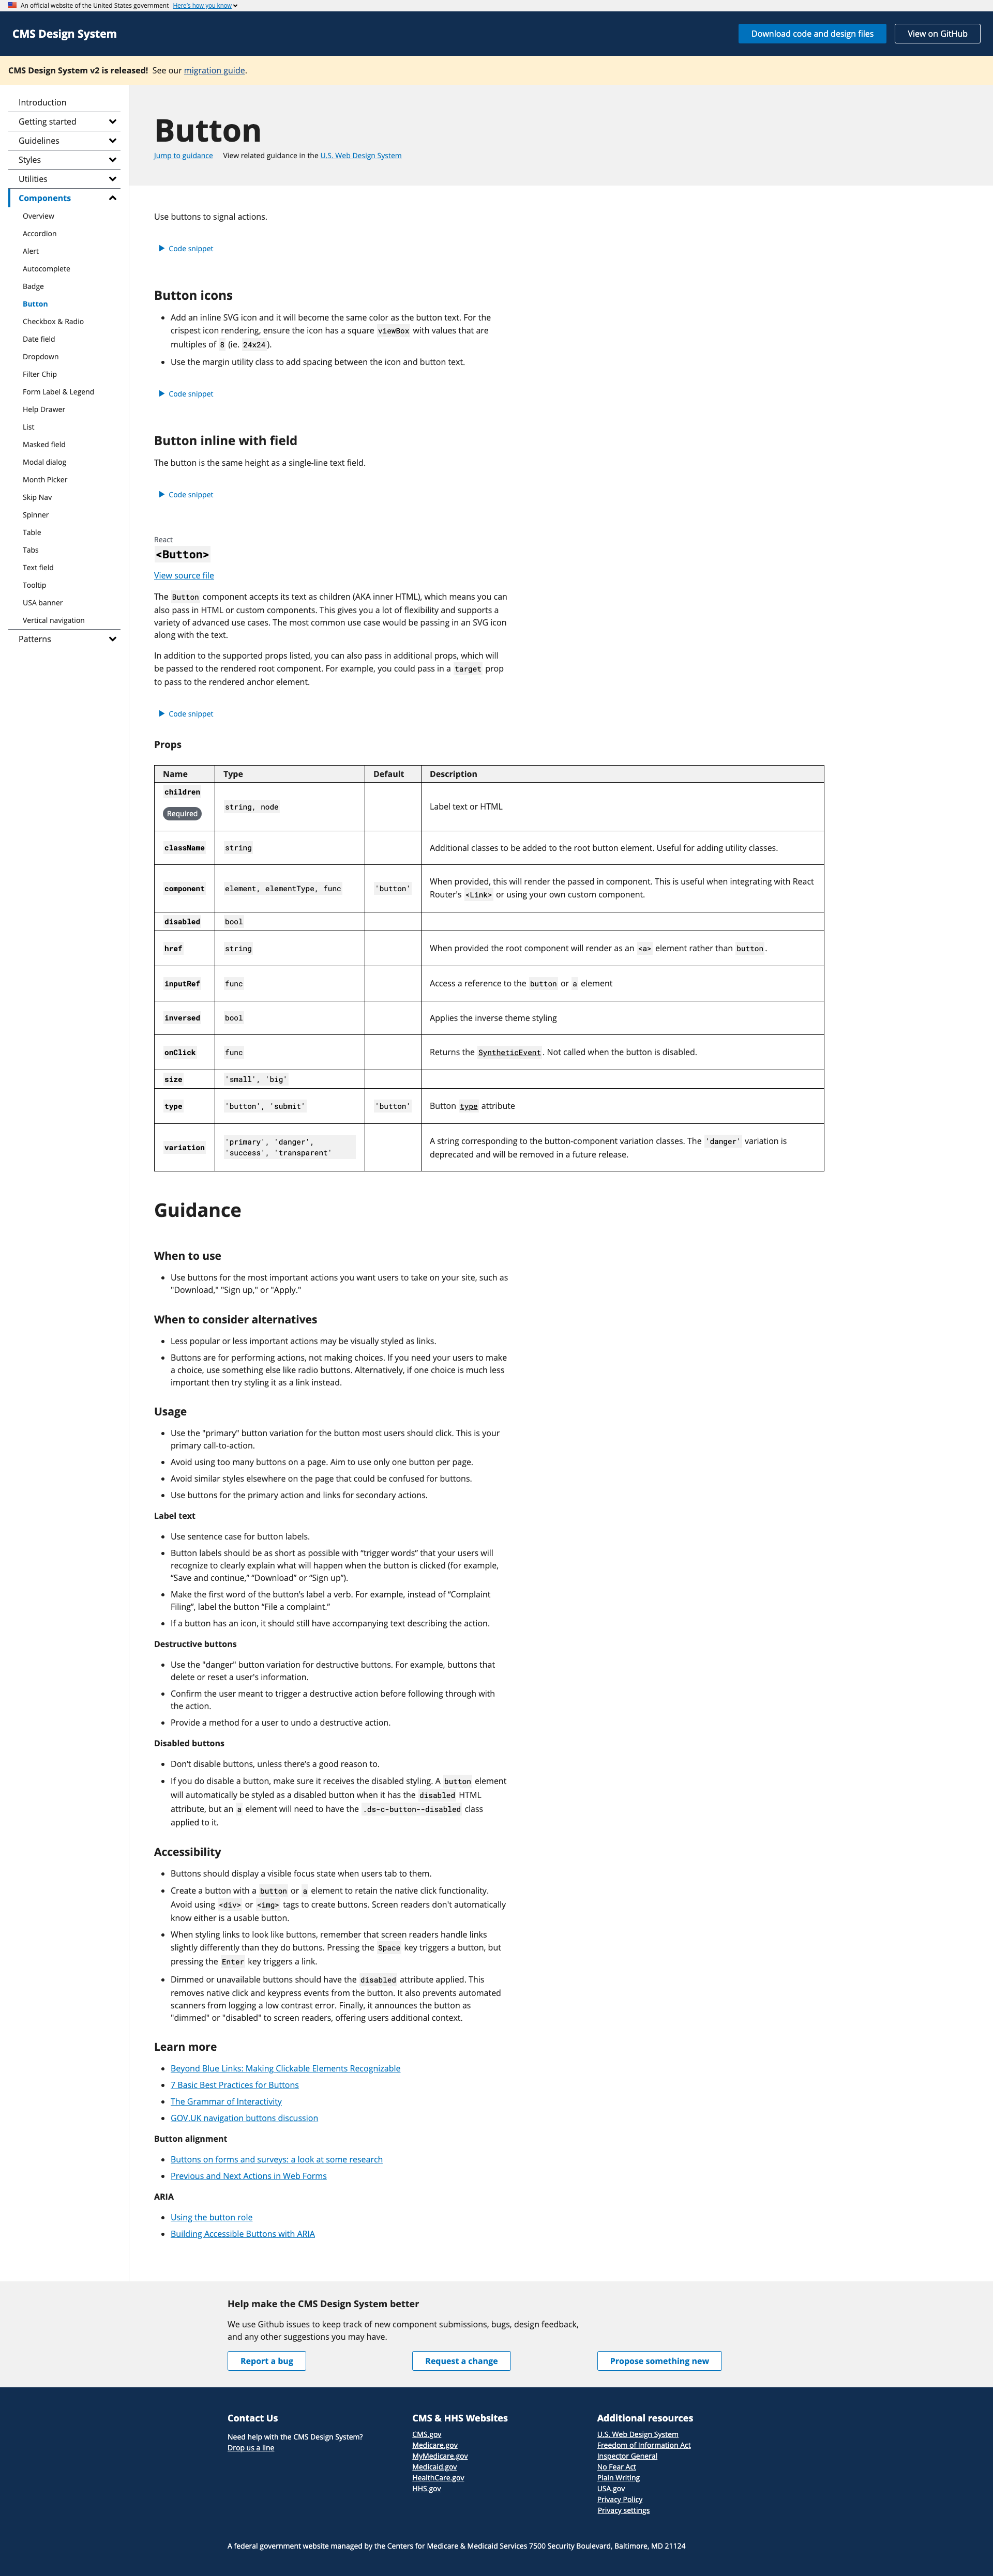 An official website of the United States government Here's how you know
CMS Design System
Download code and design files
View on GitHub
CMS Design System v2 is released! See our migration guide.
Introduction
Getting started
Guidelines
Styles
Utilities
Components
Overview
Accordion
Alert
Autocomplete
Badge
Button
Checkbox & Radio
Date field
Dropdown
Filter Chip
Form Label & Legend
Help Drawer
List
Masked field
Modal dialog
Month Picker
Skip Nav
Spinner
Table
Tabs
Text field
Tooltip
USA banner
Vertical navigation
Patterns
Button
Jump to guidance View related guidance in the U.S. Web Design System
Use buttons to signal actions.
Code snippet
Button icons
• Add an inline SVG icon and it will become the same color as the button text. For the
crispest icon rendering, ensure the icon has a square viewBox with values that are
multiples of 8 (ie. 24x24).
• Use the margin utility class to add spacing between the icon and button text.
Code snippet
Button inline with field
The button is the same height as a single-line text field.
Code snippet
React
<Button>
View source file
The Button component accepts its text as children (AKA inner HTML), which means you can
also pass in HTML or custom components. This gives you a lot of flexibility and supports a
variety of advanced use cases. The most common use case would be passing in an SVG icon
along with the text.
In addition to the supported props listed, you can also pass in additional props, which will
be passed to the rendered root component. For example, you could pass in a target prop
to pass to the rendered anchor element.
Code snippet
Props
Name Type Default Description
children
Required
string, node
Label text or HTML
className string Additional classes to be added to the root button element. Useful for adding utility classes.
component element, elementType, func 'button' When provided, this will render the passed in component. This is useful when integrating with React
Router's <Link> or using your own custom component.
disabled bool
href string When provided the root component will render as an <a> element rather than button.
inputRef func Access a reference to the button or a element
inversed bool Applies the inverse theme styling
onClick func Returns the SyntheticEvent. Not called when the button is disabled.
size 'small', 'big'
type 'button', 'submit' 'button' Button type attribute
variation 'primary', 'danger',
'success', 'transparent'
A string corresponding to the button-component variation classes. The 'danger' variation is
deprecated and will be removed in a future release.
Guidance
When to use
• Use buttons for the most important actions you want users to take on your site, such as
"Download," "Sign up," or "Apply."
When to consider alternatives
• Less popular or less important actions may be visually styled as links.
• Buttons are for performing actions, not making choices. If you need your users to make
a choice, use something else like radio buttons. Alternatively, if one choice is much less
important then try styling it as a link instead.
Usage
• Use the "primary" button variation for the button most users should click. This is your
primary call-to-action.
• Avoid using too many buttons on a page. Aim to use only one button per page.
• Avoid similar styles elsewhere on the page that could be confused for buttons.
• Use buttons for the primary action and links for secondary actions.
Label text
• Use sentence case for button labels.
• Button labels should be as short as possible with “trigger words” that your users will
recognize to clearly explain what will happen when the button is clicked (for example,
“Save and continue,” “Download” or “Sign up”).
• Make the first word of the button’s label a verb. For example, instead of “Complaint
Filing”, label the button “File a complaint.”
• If a button has an icon, it should still have accompanying text describing the action.
Destructive buttons
• Use the "danger" button variation for destructive buttons. For example, buttons that
delete or reset a user's information.
• Confirm the user meant to trigger a destructive action before following through with
the action.
• Provide a method for a user to undo a destructive action.
Disabled buttons
• Don’t disable buttons, unless there’s a good reason to.
• If you do disable a button, make sure it receives the disabled styling. A button element
will automatically be styled as a disabled button when it has the disabled HTML
attribute, but an a element will need to have the .ds-c-button--disabled class
applied to it.
Accessibility
• Buttons should display a visible focus state when users tab to them.
• Create a button with a button or a element to retain the native click functionality.
Avoid using <div> or <img> tags to create buttons. Screen readers don't automatically
know either is a usable button.
• When styling links to look like buttons, remember that screen readers handle links
slightly differently than they do buttons. Pressing the Space key triggers a button, but
pressing the Enter key triggers a link.
• Dimmed or unavailable buttons should have the disabled attribute applied. This
removes native click and keypress events from the button. It also prevents automated
scanners from logging a low contrast error. Finally, it announces the button as
"dimmed" or "disabled" to screen readers, offering users additional context.
Learn more
• Beyond Blue Links: Making Clickable Elements Recognizable
• 7 Basic Best Practices for Buttons
• The Grammar of Interactivity
• GOV.UK navigation buttons discussion
Button alignment
• Buttons on forms and surveys: a look at some research
• Previous and Next Actions in Web Forms
ARIA
• Using the button role
• Building Accessible Buttons with ARIA
Help make the CMS Design System better
We use Github issues to keep track of new component submissions, bugs, design feedback,
and any other suggestions you may have.
Report a bug
Request a change
Propose something new
Contact Us
Need help with the CMS Design System?
Drop us a line
CMS & HHS Websites
CMS.gov
Medicare.gov
MyMedicare.gov
Medicaid.gov
HealthCare.gov
HHS.gov
Additional resources
U.S. Web Design System
Freedom of Information Act
Inspector General
No Fear Act
Plain Writing
USA.gov
Privacy Policy
Privacy settings
A federal government website managed by the Centers for Medicare & Medicaid Services 7500 Security Boulevard, Baltimore, MD 21124